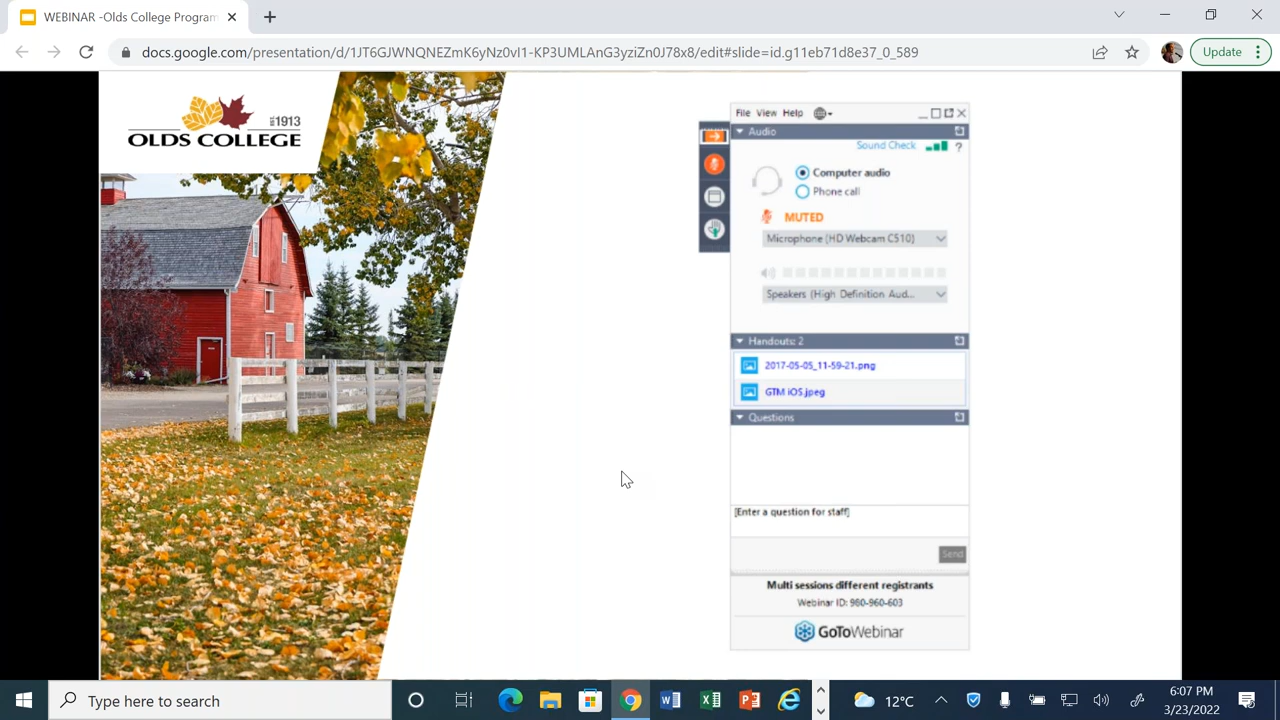 WEBINAR -Olds College Program
docs.google.com/presentation/d/1JT6GJWNQNEZmK6yNz0vI1-KP3UMLAnG3yziZn0J78x8/edit#slide=id.g11eb71d8e37_0_589
Update
EST. 1913
OLDS COLLEGE
File View Help
Audio
Sound Check
?
Computer audio
Phone call
MUTED
Microphone (HD Webcam C510)
Speakers (High Definition Aud...
Handouts: 2
2017-05-05_11-59-21.png
GTM iOS.jpeg
Questions
[Enter a question for staff]
Send
Multi sessions different registrants
Webinar ID: 980-960-603
GoToWebinar
Type here to search
12°C
6:07 PM
3/23/2022